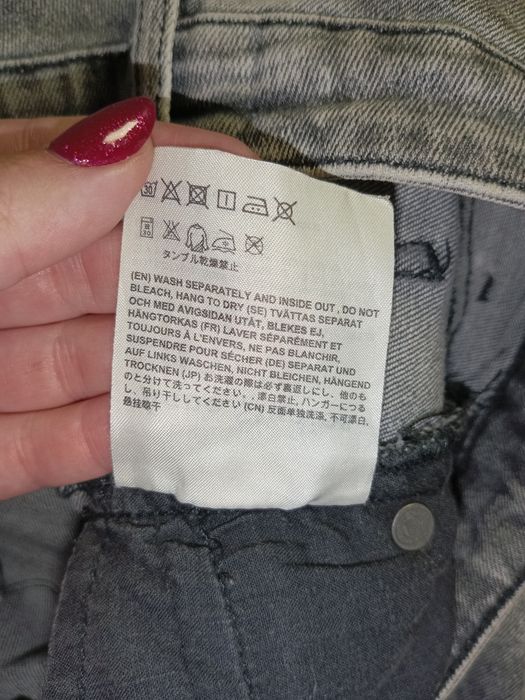 30
30
タンブル乾燥禁止
(EN) WASH SEPARATELY AND INSIDE OUT, DO NOT
BLEACH, HANG TO DRY (SE) TVÄTTAS SEPARAT
OCH MED AVIGSIDAN UTÅT, BLEKES EJ,
HÄNGTORKAS (FR) LAVER SÉPARÉMENT ET
TOUJOURS À L'ENVERS, NE PAS BLANCHIR,
SUSPENDRE POUR SÉCHER (DE) SEPARAT UND
AUF LINKS WASCHEN, NICHT BLEICHEN, HÄNGEND
TROCKNEN (JP) お洗濯の際は必ず裏返しにし、他のも
のと分けて洗ってください。, 漂白禁止, ハンガーにつる
し、吊り干ししてください (CN) 反面单独洗涤, 不可漂白,
悬挂晾干